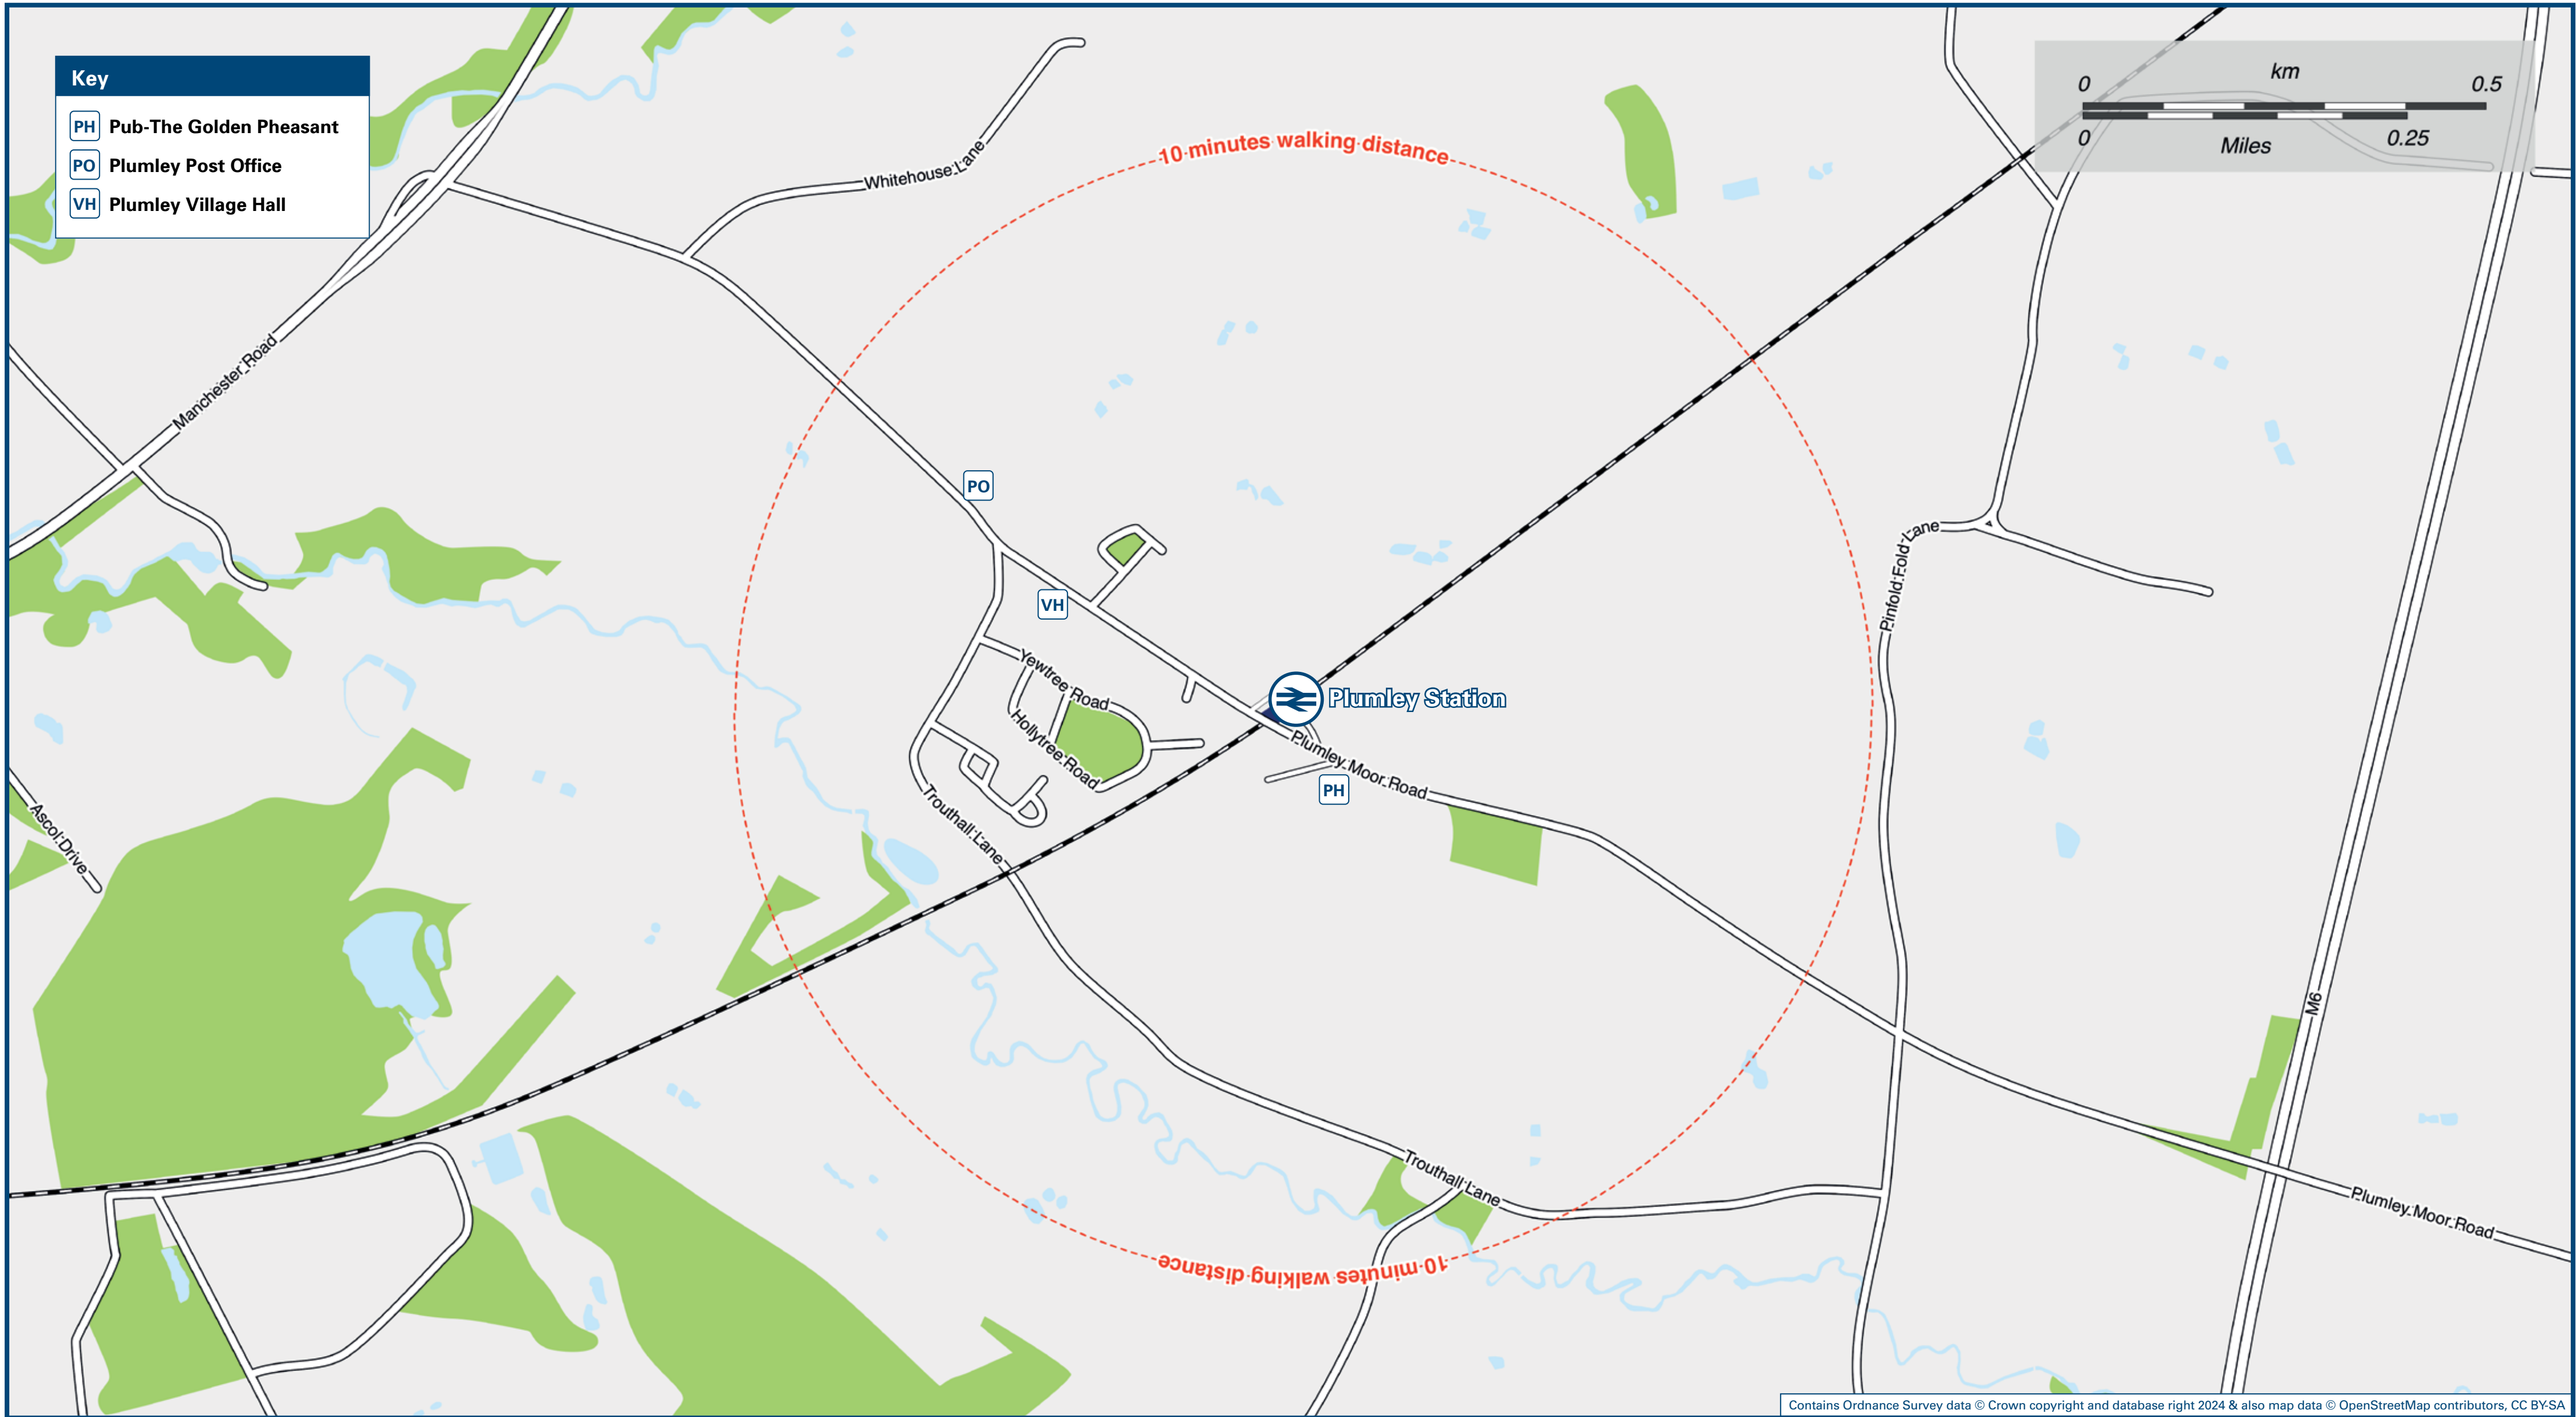 Key
PH Pub-The Golden Pheasant
PO Plumley Post Office
VH Plumley Village Hall
km
0 0.5
0 0.25
Miles
10 minutes walking distance
Whitehouse Lane
Manchester Road
PO
Pinfold Fold Lane
VH
Yewtree Road
Plumley Station
Hollytree Road
Plumley Moor Road
PH
Trouthall Lane
Ascol Drive
M6
Trouthall Lane
Plumley Moor Road
10 minutes walking distance
Contains Ordnance Survey data © Crown copyright and database right 2024 & also map data © OpenStreetMap contributors, CC BY-SA